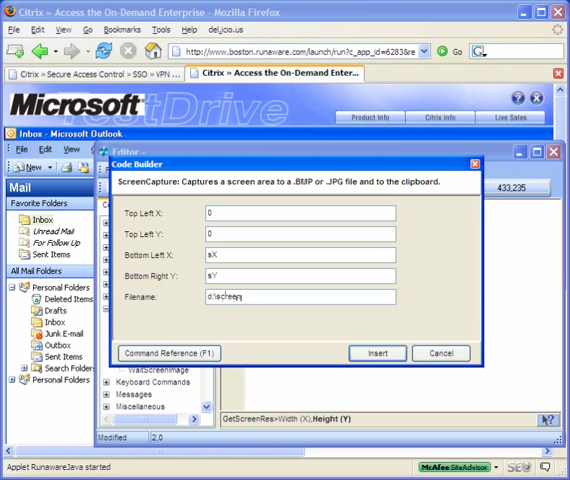 Citrix » Access the On-Demand Enterprise - Mozilla Firefox
File Edit View Go Bookmarks Tools Help del.icio.us
http://www.boston.runaware.com/launch/run?c_app_id=6283&re Go
Citrix » Secure Access Control » SSO » VPN ... Citrix » Access the On-Demand Enter...
Microsoft TestDrive
Product Info Citrix Info Live Sales
Inbox - Microsoft Outlook
File Edit View Editor -
New
Code Builder
ScreenCapture: Captures a screen area to a .BMP or .JPG file and to the clipboard.
433,235
Mail
Favorite Folders
Inbox
Unread Mail
For Follow Up
Sent Items
All Mail Folders
Personal Folders
Deleted Items
Drafts
Inbox
Junk E-mail
Outbox
Sent Items
Search Folders
Personal Folders
Top Left X: 0
Top Left Y: 0
Bottom Left X: sX
Bottom Right Y: sY
Filename: d:\screen
Command Reference (F1) Insert Cancel
WaitScreenImage
Keyboard Commands
Messages
Miscellaneous
GetScreenRes>Width (X),Height (Y)
Modified 2,0
Applet RunawareJava started McAfee SiteAdvisor